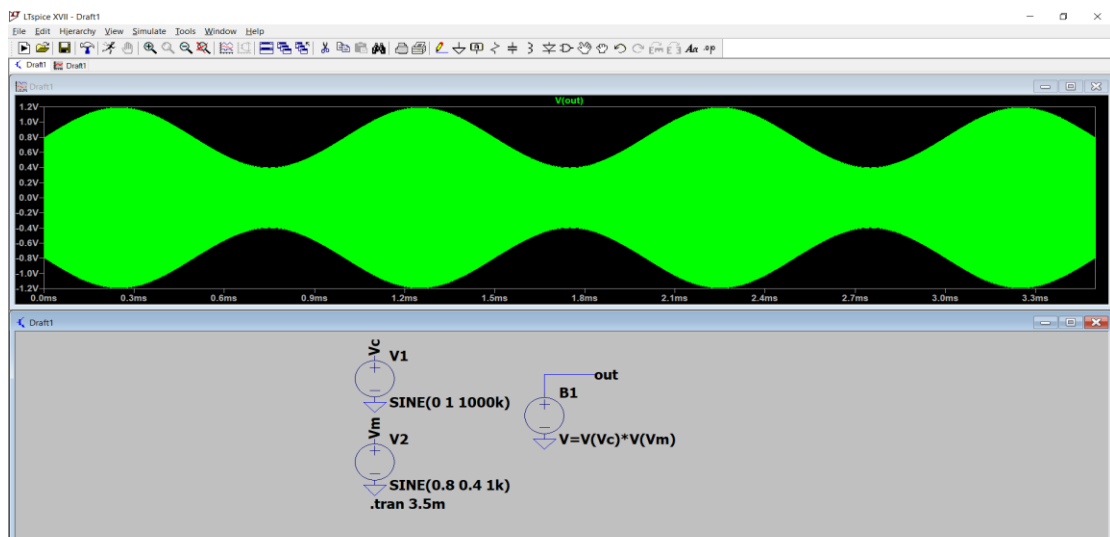 LTspice XVII - Draft1
File Edit Hierarchy View Simulate Tools Window Help
Aa .op
Draft1 Draft1
Draft1
V(out)
1.2V
1.0V
0.8V
0.6V
0.4V
0.2V
0.0V
-0.2V
-0.4V
-0.6V
-0.8V
-1.0V
-1.2V
0.0ms 0.3ms 0.6ms 0.9ms 1.2ms 1.5ms 1.8ms 2.1ms 2.4ms 2.7ms 3.0ms 3.3ms
Draft1
Vc
V1
SINE(0 1 1000k)
Vm
V2
SINE(0.8 0.4 1k)
.tran 3.5m
out
B1
V=V(Vc)*V(Vm)